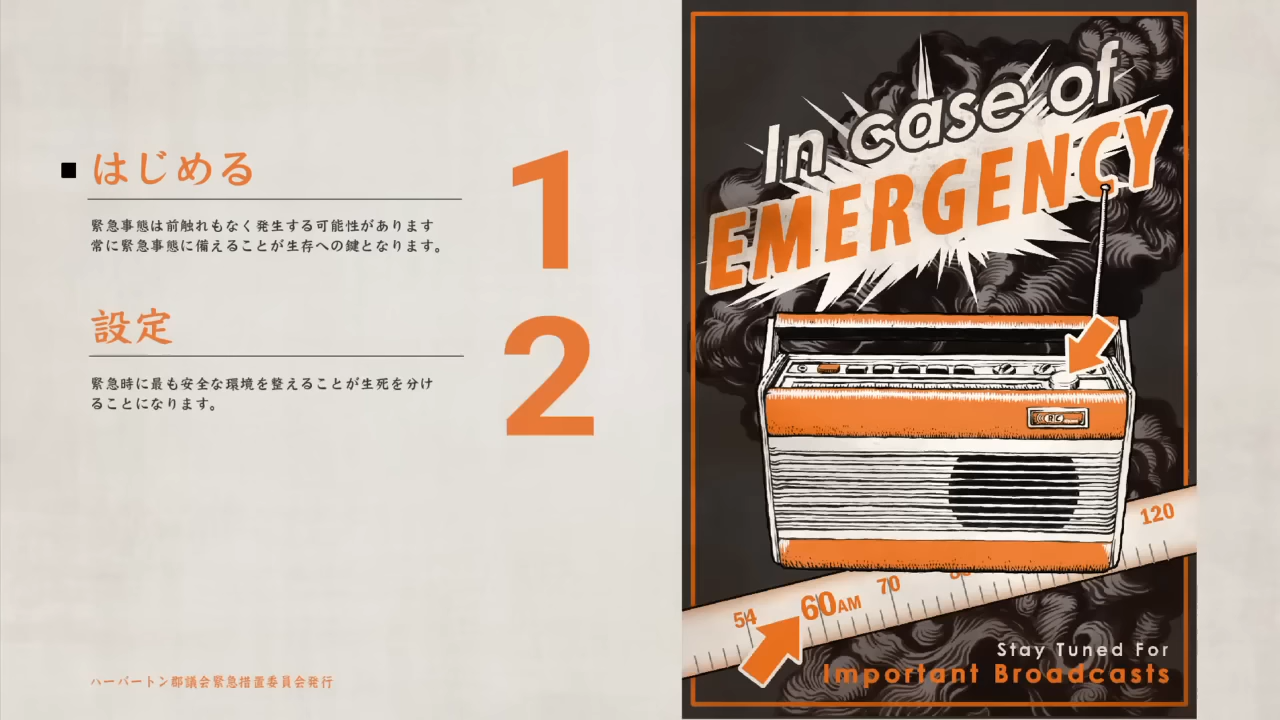 はじめる
1
緊急事態は前触れもなく発生する可能性があります
常に緊急事態に備えることが生存への鍵となります。
設定
2
緊急時に最も安全な環境を整えることが生死を分け
ることになります。
ハーバートン郡議会緊急措置委員会発行
In case of
EMERGENCY
120
70
60AM
54
Stay Tuned For
Important Broadcasts